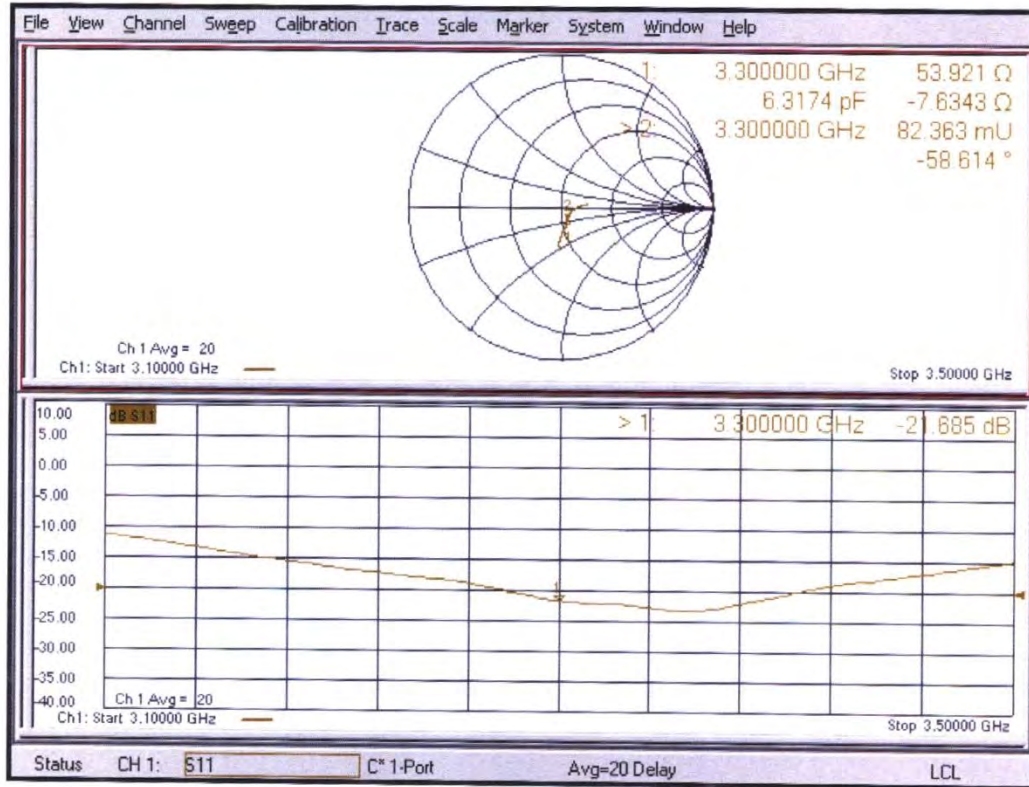 File View Channel Sweep Calibration Trace Scale Marker System Window Help
1: 3.300000 GHz 53.921 Ω
6.3174 pF -7.6343 Ω
> 2: 3.300000 GHz 82.363 mU
-58.614 °
2
Ch 1 Avg = 20
Ch1: Start 3.10000 GHz
Stop 3.50000 GHz
dB S11
> 1: 3.300000 GHz -21.685 dB
10.00
5.00
0.00
-5.00
-10.00
-15.00
-20.00
-25.00
-30.00
-35.00
-40.00
1
Ch 1 Avg = 20
Ch1: Start 3.10000 GHz
Stop 3.50000 GHz
Status CH 1: S11 C* 1-Port Avg=20 Delay LCL